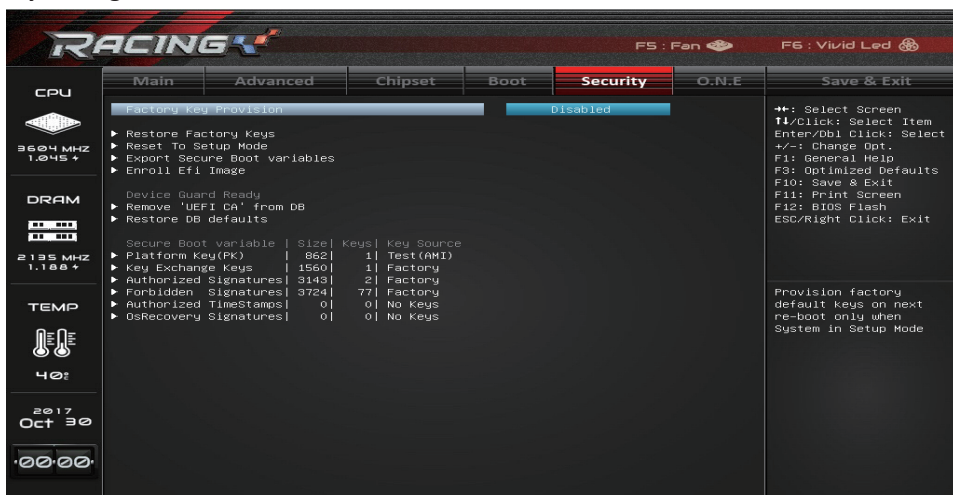 RACING
F5 : Fan
F6 : Vivid Led
Main Advanced Chipset Boot Security O.N.E Save & Exit
CPU
3604 MHZ
1.045
DRAM
2135 MHZ
1.188
TEMP
40
2017
Oct 30
00:00
Factory Key Provision Disabled
▶ Restore Factory Keys
▶ Reset To Setup Mode
▶ Export Secure Boot variables
▶ Enroll Efi Image
Device Guard Ready
▶ Remove 'UEFI CA' from DB
▶ Restore DB defaults
Secure Boot variable | Size| Keys| Key Source
▶ Platform Key(PK) | 862| 1| Test(AMI)
▶ Key Exchange Keys | 1560| 1| Factory
▶ Authorized Signatures| 3143| 2| Factory
▶ Forbidden Signatures| 3724| 77| Factory
▶ Authorized TimeStamps| 0| 0| No Keys
▶ OsRecovery Signatures| 0| 0| No Keys
→←: Select Screen
↑↓/Click: Select Item
Enter/Dbl Click: Select
+/-: Change Opt.
F1: General Help
F3: Optimized Defaults
F10: Save & Exit
F11: Print Screen
F12: BIOS Flash
ESC/Right Click: Exit
Provision factory
default keys on next
re-boot only when
System in Setup Mode